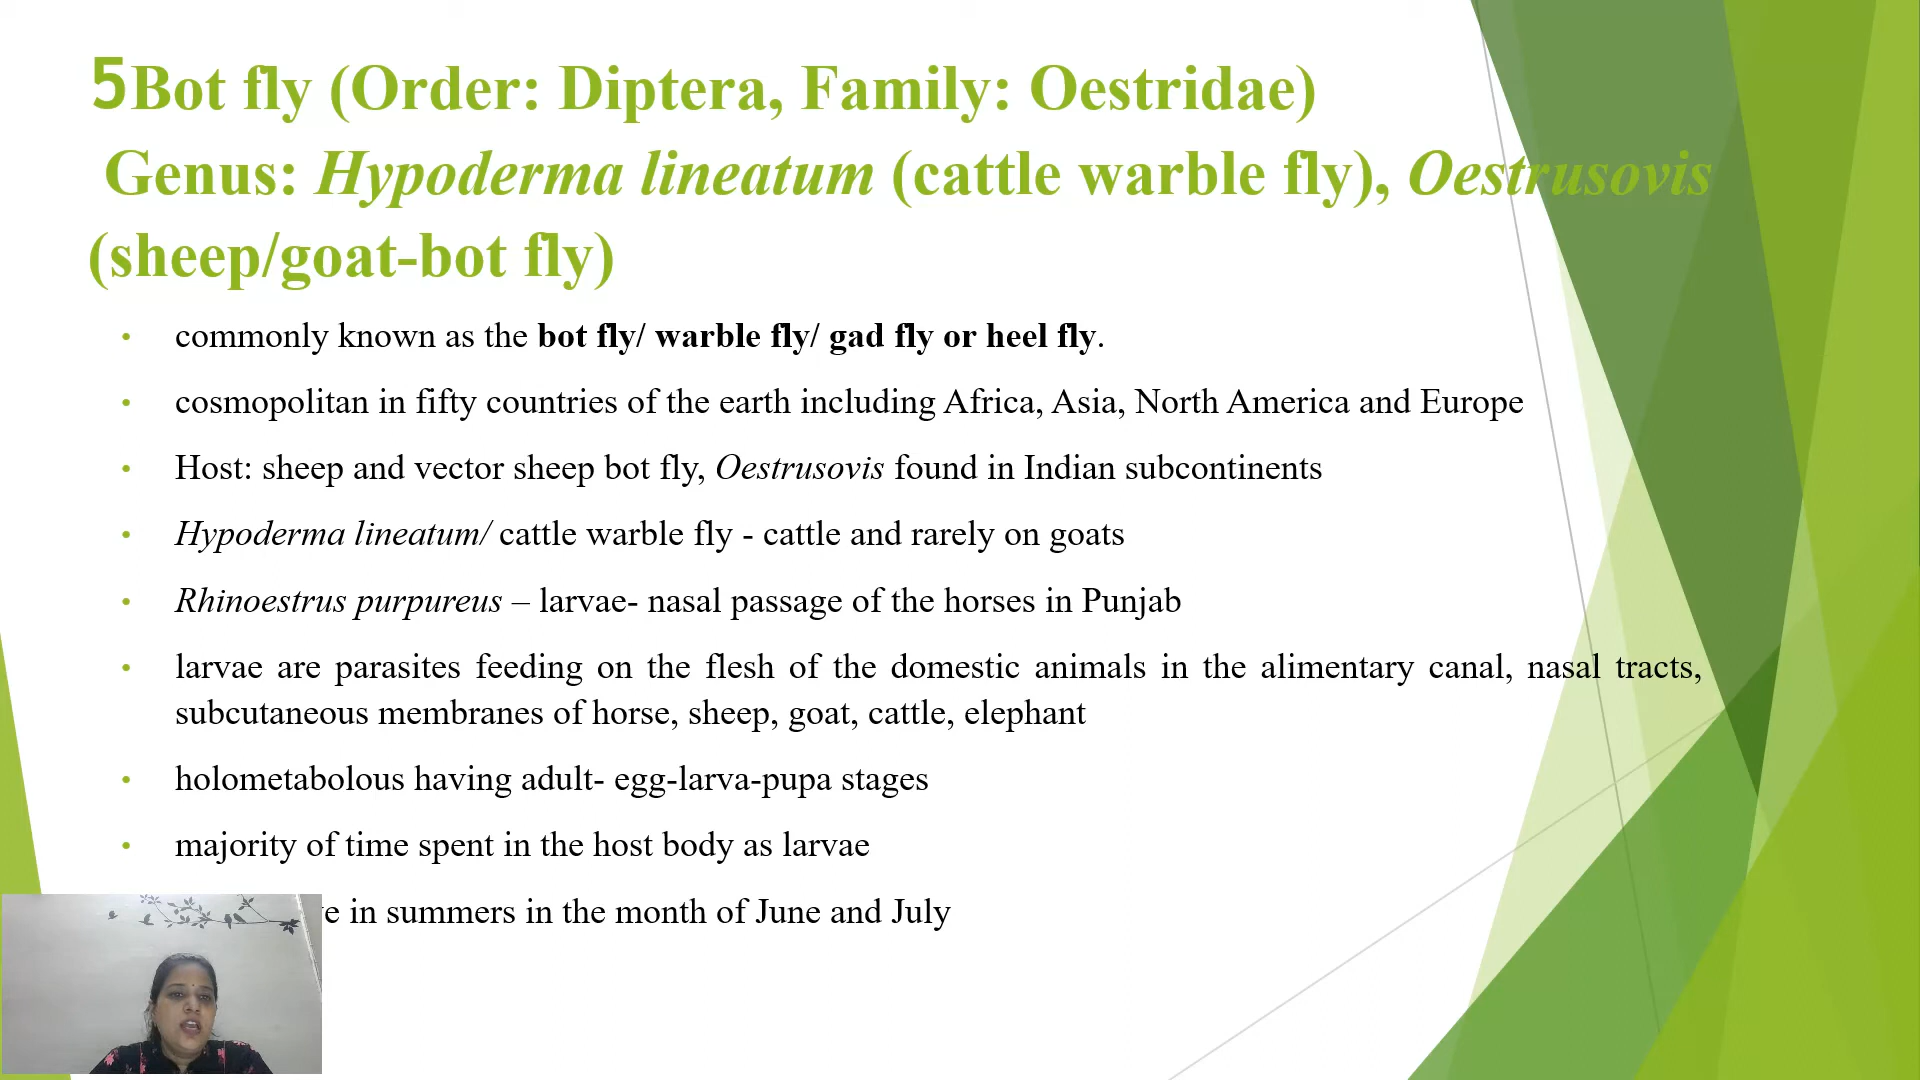 5Bot fly (Order: Diptera, Family: Oestridae)
Genus: Hypoderma lineatum (cattle warble fly), Oestrusovis
(sheep/goat-bot fly)
• commonly known as the bot fly/ warble fly/ gad fly or heel fly.
• cosmopolitan in fifty countries of the earth including Africa, Asia, North America and Europe
• Host: sheep and vector sheep bot fly, Oestrusovis found in Indian subcontinents
• Hypoderma lineatum/ cattle warble fly - cattle and rarely on goats
• Rhinoestrus purpureus – larvae- nasal passage of the horses in Punjab
• larvae are parasites feeding on the flesh of the domestic animals in the alimentary canal, nasal tracts,
subcutaneous membranes of horse, sheep, goat, cattle, elephant
• holometabolous having adult- egg-larva-pupa stages
• majority of time spent in the host body as larvae
in summers in the month of June and July